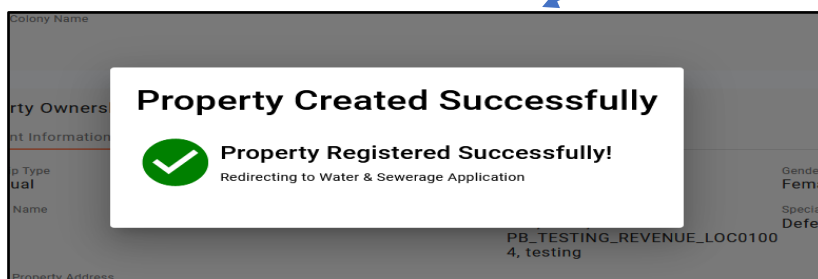 Colony Name
Property Created Successfully
rty Owners
Property Registered Successfully!
nt Information
Redirecting to Water & Sewerage Application
p Type
ual
Name
PB_TESTING_REVENUE_LOC0100
4, testing
Gende
Fema
Specia
Defe
Property Address